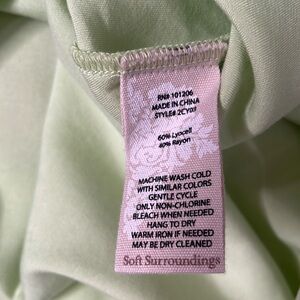 RN# 101206
MADE IN CHINA
STYLE# 2CY03
60% Lyocell
40% Rayon
MACHINE WASH COLD
WITH SIMILAR COLORS
GENTLE CYCLE
ONLY NON-CHLORINE
BLEACH WHEN NEEDED
HANG TO DRY
WARM IRON IF NEEDED
MAY BE DRY CLEANED
Soft Surroundings